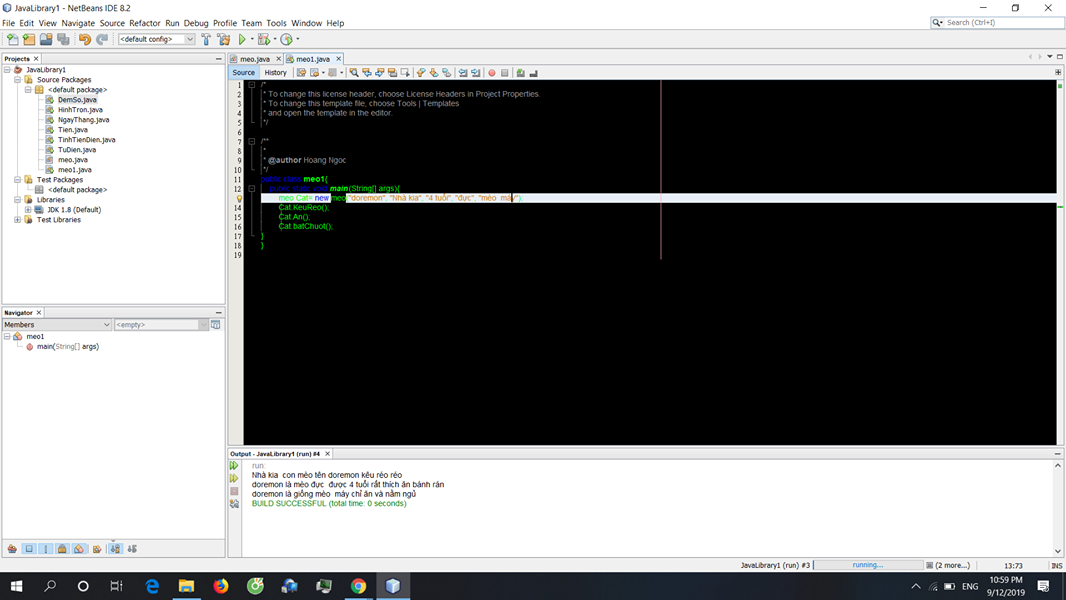 JavaLibrary1 - NetBeans IDE 8.2
File Edit View Navigate Source Refactor Run Debug Profile Team Tools Window Help
Search (Ctrl+I)
<default config>
Projects
JavaLibrary1
Source Packages
<default package>
DemSo.java
HinhTron.java
NgayThang.java
Tien.java
TinhTienDien.java
TuDien.java
meo.java
meo1.java
Test Packages
<default package>
Libraries
JDK 1.8 (Default)
Test Libraries
Navigator
Members
<empty>
meo1
main(String[] args)
meo.java
meo1.java
Source
History
1 /*
2 * To change this license header, choose License Headers in Project Properties.
3 * To change this template file, choose Tools | Templates
4 * and open the template in the editor.
5 */
6
7 /**
8 *
9 * @author Hoang Ngoc
10 */
11 public class meo1{
12 public static void main(String[] args){
meo Cat= new meo("doremon", "Nhà kia", "4 tuổi", "đực", "mèo máy");
14 Cat.KeuReo();
15 Cat.An();
16 Cat.batChuot();
17 }
18 }
19
Output - JavaLibrary1 (run) #4
run:
Nhà kia con mèo tên doremon kêu réo réo
doremon là mèo đực được 4 tuổi rất thích ăn bánh rán
doremon là giống mèo máy chỉ ăn và nằm ngủ
BUILD SUCCESSFUL (total time: 0 seconds)
JavaLibrary1 (run) #3
running...
(2 more...)
13:73
INS
ENG
10:59 PM
9/12/2019